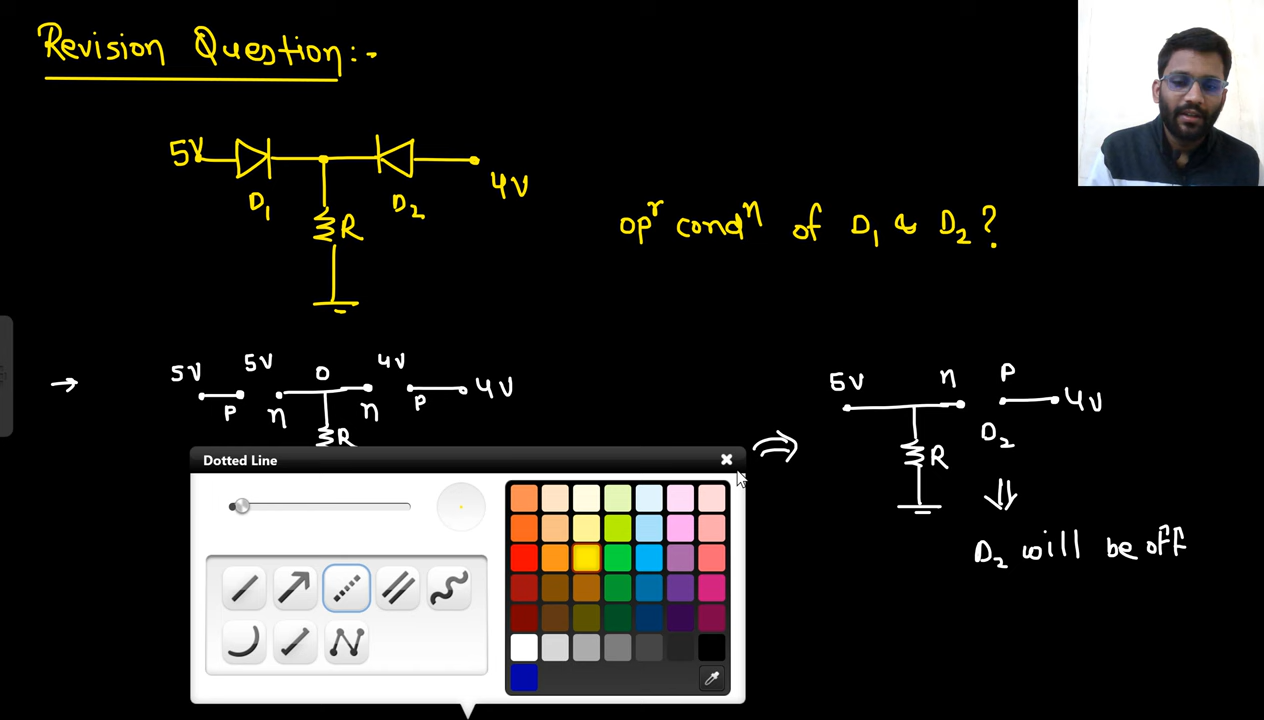 Revision Question:-
5V
D1
D2
4V
R
opʳ condⁿ of D1 & D2?
5V
5V
0
4V
4V
P
n
n
P
R
5V
n
P
4V
D2
R
D2 will be off
Dotted Line